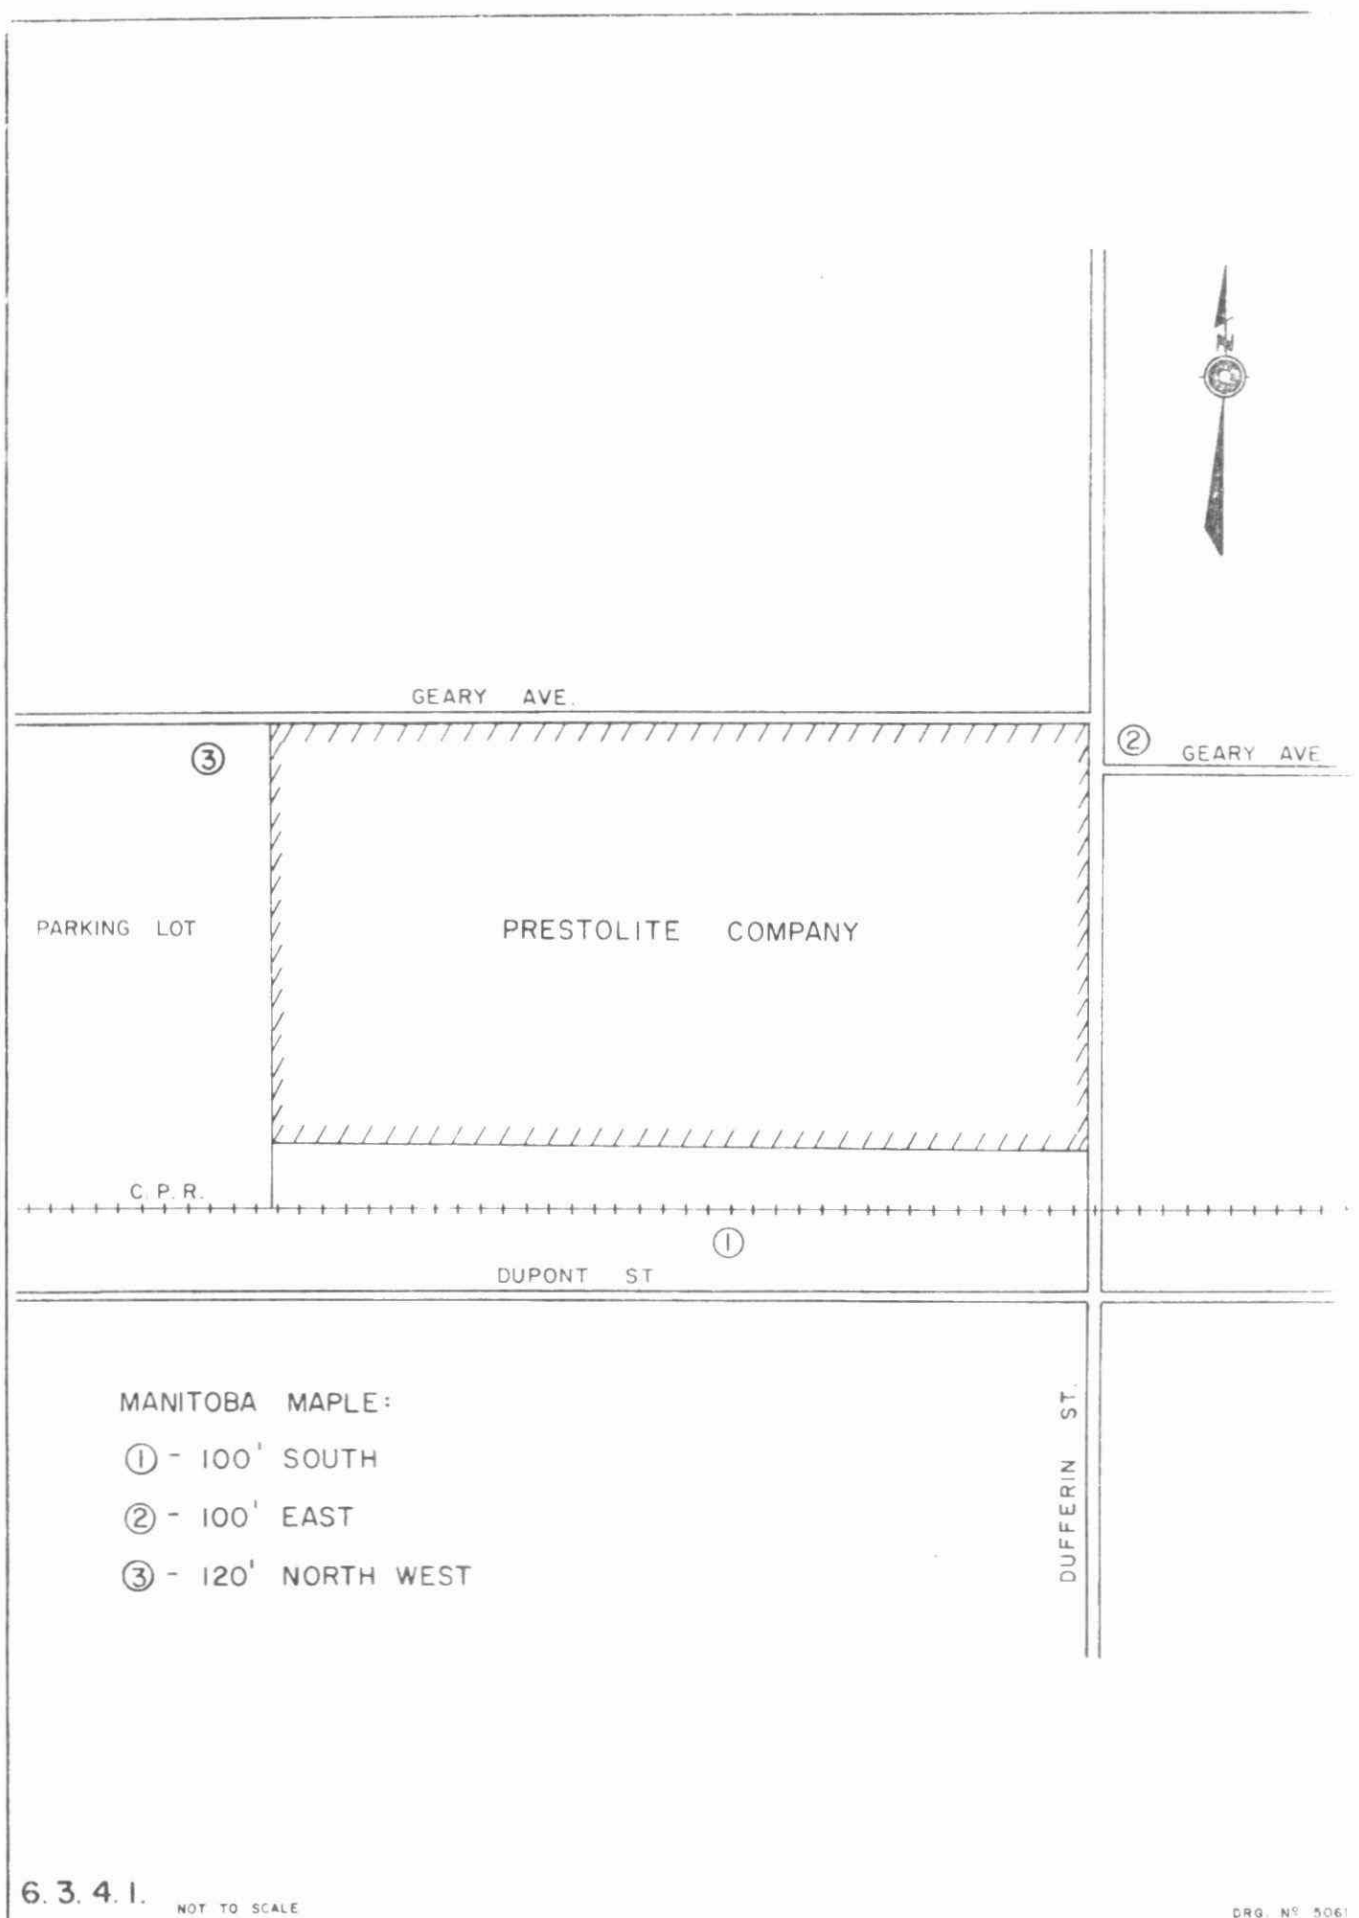 N
GEARY AVE.
③
②
GEARY AVE
PARKING LOT
PRESTOLITE COMPANY
C. P. R.
①
DUPONT ST
MANITOBA MAPLE:
① - 100' SOUTH
② - 100' EAST
③ - 120' NORTH WEST
DUFFERIN ST.
6. 3. 4. 1.
NOT TO SCALE
DRG. Nº 5061